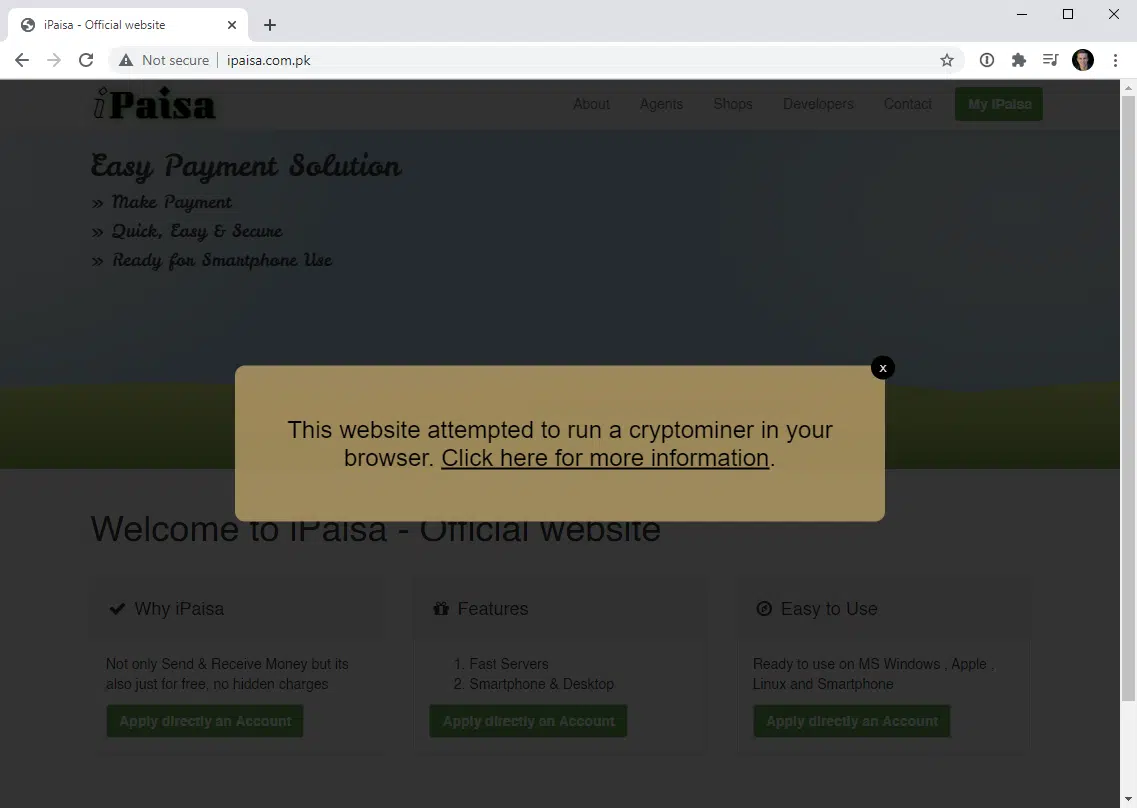 iPaisa - Official website
Not secure ipaisa.com.pk
iPaisa
About Agents Shops Developers Contact My iPaisa
Easy Payment Solution
» Make Payment
» Quick, Easy & Secure
» Ready for Smartphone Use
x
This website attempted to run a cryptominer in your
browser. Click here for more information.
Welcome to iPaisa - Official website
Why iPaisa
Not only Send & Receive Money but its
also just for free, no hidden charges
Apply directly an Account
Features
1. Fast Servers
2. Smartphone & Desktop
Apply directly an Account
Easy to Use
Ready to use on MS Windows , Apple ,
Linux and Smartphone
Apply directly an Account